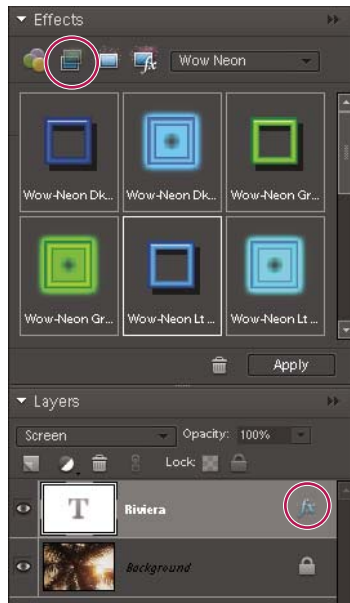 Effects
fx Wow Neon
Wow-Neon Dk... Wow-Neon Dk... Wow-Neon Gr...
Wow-Neon Gr... Wow-Neon Lt ... Wow-Neon Lt ...
Apply
Layers
Screen Opacity: 100%
Lock:
T Riviera fx
Background